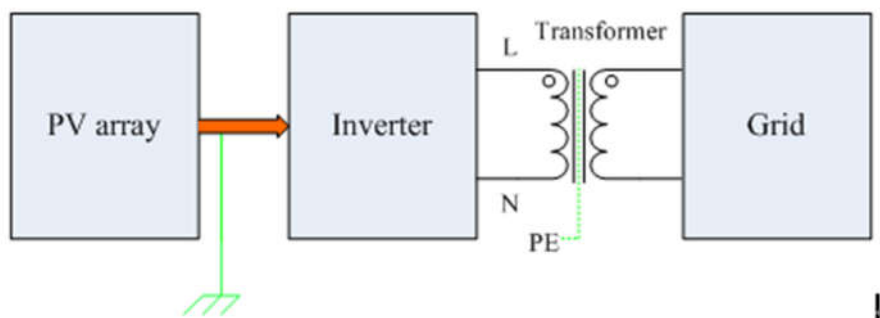 Transformer
L
PV array
Inverter
Grid
N
PE